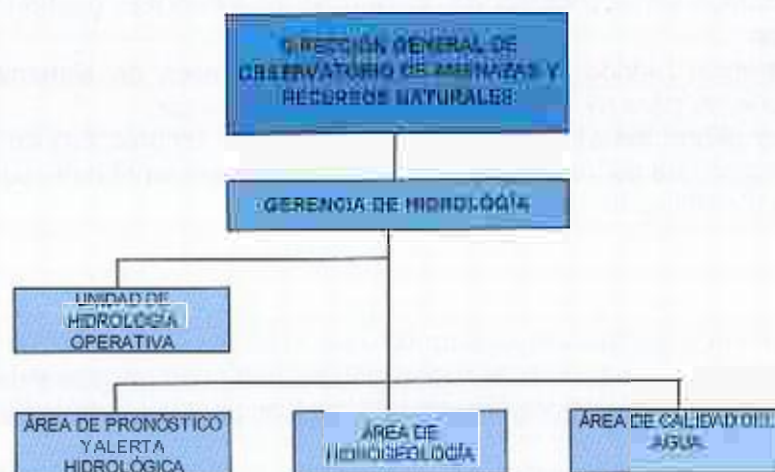 DIRECCIÓN GENERAL DE
OBSERVATORIO DE AMENAZAS Y
RECURSOS NATURALES
GERENCIA DE HIDROLOGÍA
UNIDAD DE
HIDROLOGÍA
OPERATIVA
ÁREA DE PRONÓSTICO
Y ALERTA
HIDROLÓGICA
ÁREA DE
HIDROGEOLOGÍA
ÁREA DE CALIDAD DEL
AGUA